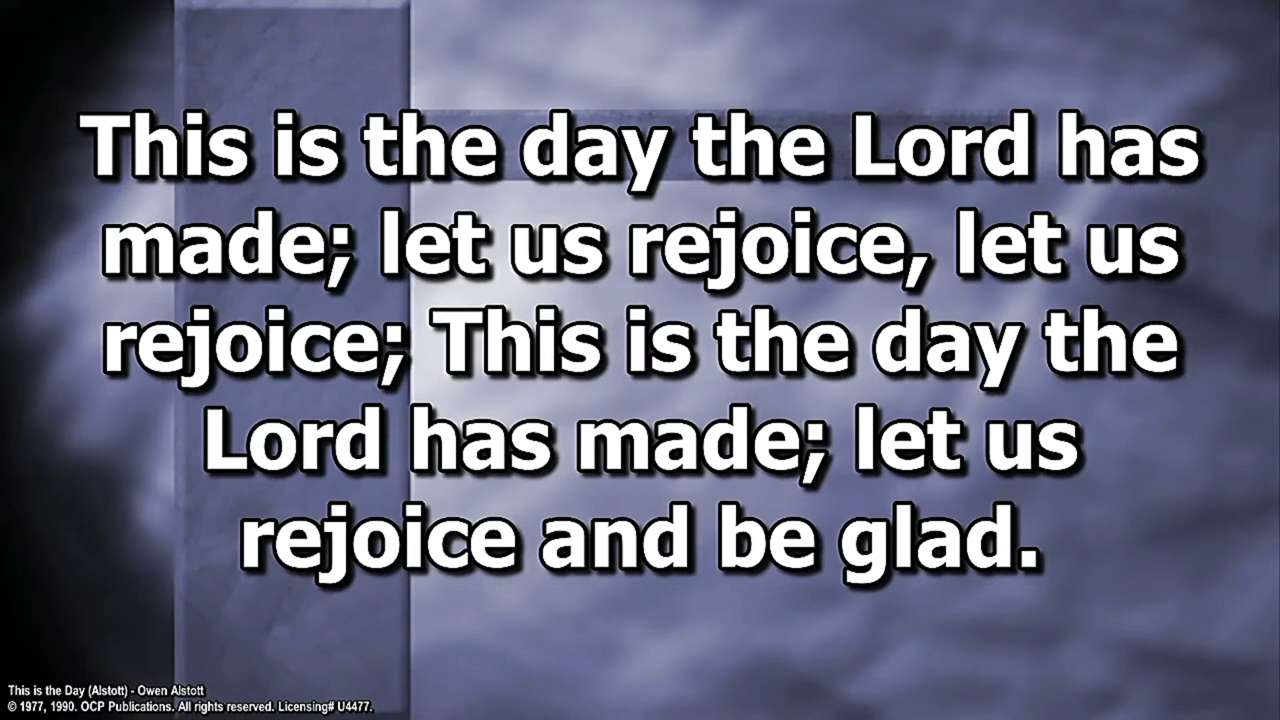 This is the day the Lord has
made; let us rejoice, let us
rejoice; This is the day the
Lord has made; let us
rejoice and be glad.
This is the Day (Alstott) - Owen Alstott
© 1977, 1990. OCP Publications. All rights reserved. Licensing# U4477.